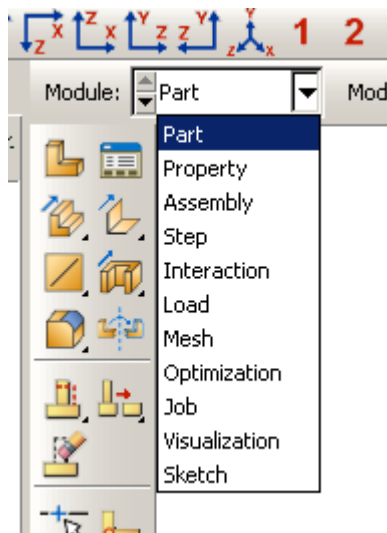 Y
Z X
Z
Z X
Y
Z
Y
Z
Y
Z X
1 2
Module: Part Mod
Part
Property
Assembly
Step
Interaction
Load
Mesh
Optimization
Job
Visualization
Sketch